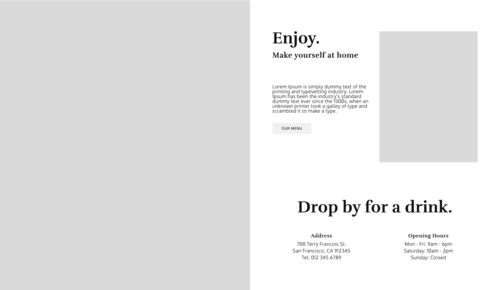 Enjoy.
Make yourself at home
Lorem Ipsum is simply dummy text of the
printing and typesetting industry. Lorem
Ipsum has been the industry's standard
dummy text ever since the 1500s, when an
unknown printer took a galley of type and
scrambled it to make a type.
OUR MENU
Drop by for a drink.
Address
700 Terry Francois St.
San Francisco, CA 912345
Tel: 012 345 6789
Opening Hours
Mon - Fri: 9am - 6pm
Saturday: 10am - 2pm
Sunday: Closed